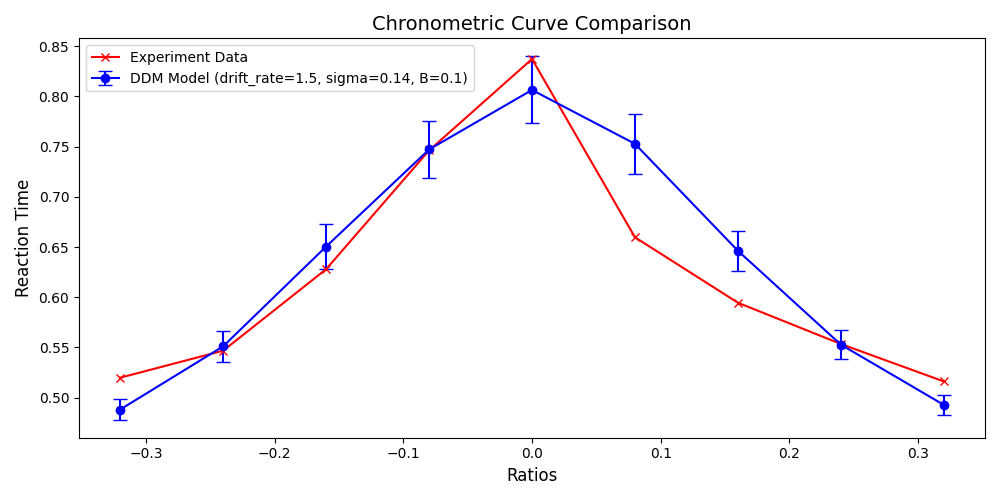 Chronometric Curve Comparison
Experiment Data
DDM Model (drift_rate=1.5, sigma=0.14, B=0.1)
Reaction Time
0.85
0.80
0.75
0.70
0.65
0.60
0.55
0.50
−0.3 −0.2 −0.1 0.0 0.1 0.2 0.3
Ratios